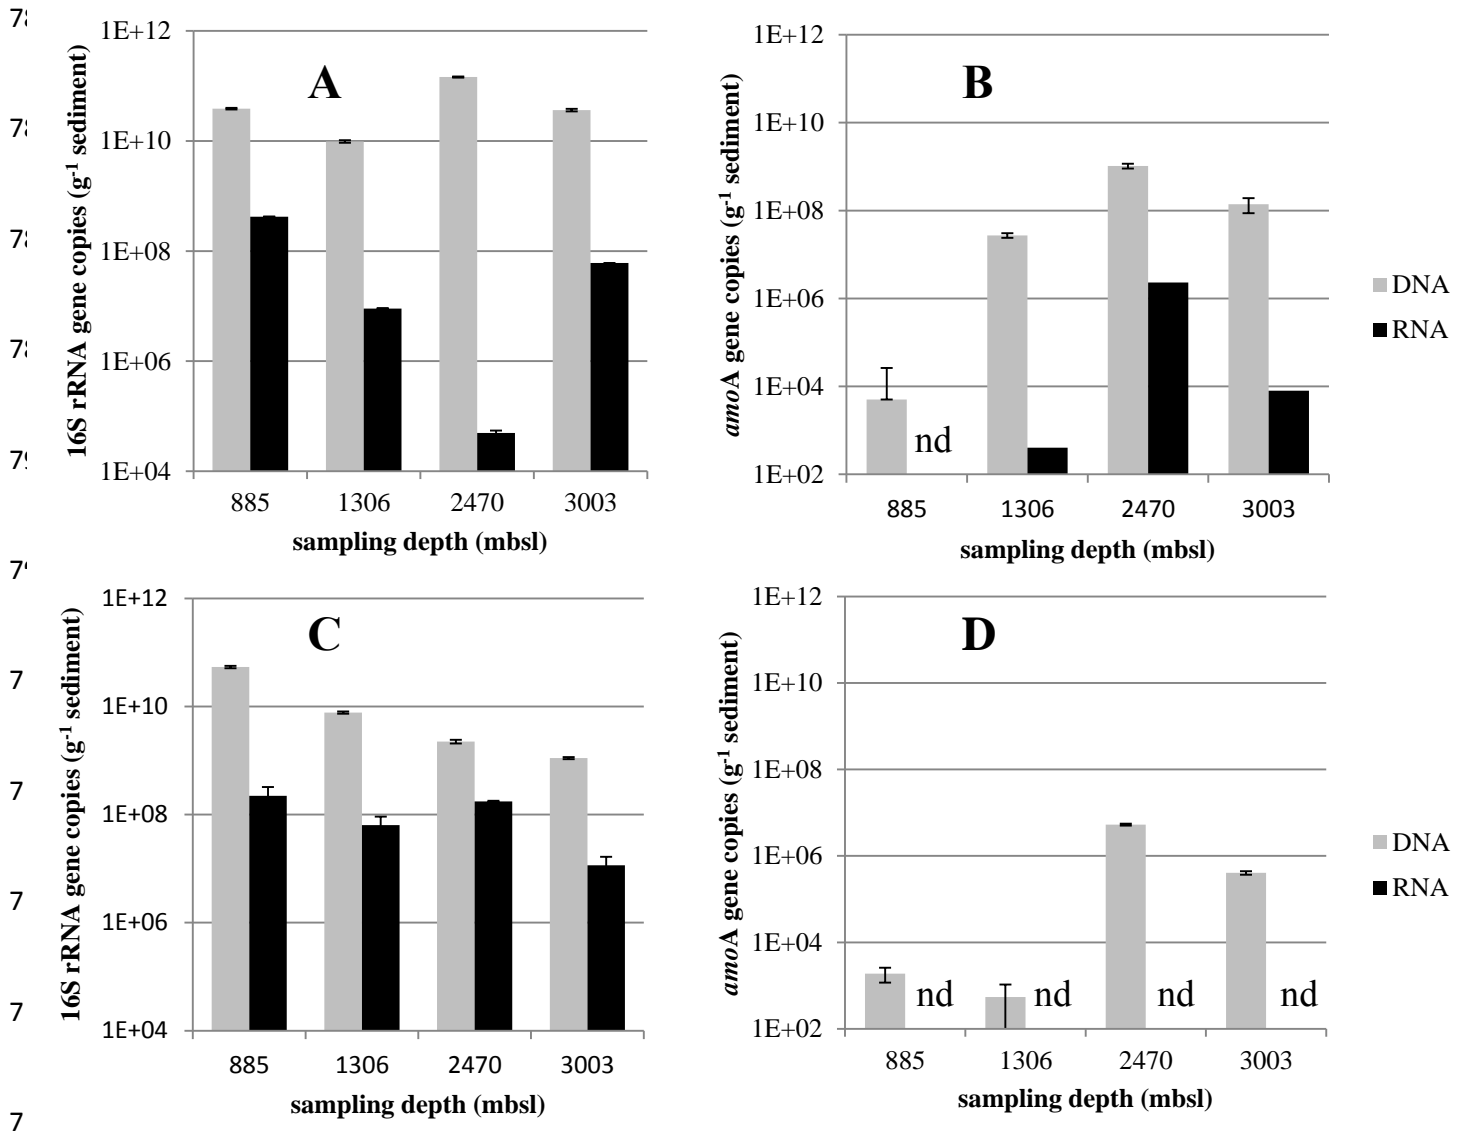 A
16S rRNA gene copies (g-1 sediment)
1E+12
1E+10
1E+08
1E+06
1E+04
885 1306 2470 3003
sampling depth (mbsl)
B
amoA gene copies (g-1 sediment)
1E+12
1E+10
1E+08
1E+06
1E+04
1E+02
nd
885 1306 2470 3003
sampling depth (mbsl)
DNA
RNA
C
16S rRNA gene copies (g-1 sediment)
1E+12
1E+10
1E+08
1E+06
1E+04
885 1306 2470 3003
sampling depth (mbsl)
D
amoA gene copies (g-1 sediment)
1E+12
1E+10
1E+08
1E+06
1E+04
1E+02
nd nd nd nd
885 1306 2470 3003
sampling depth (mbsl)
DNA
RNA